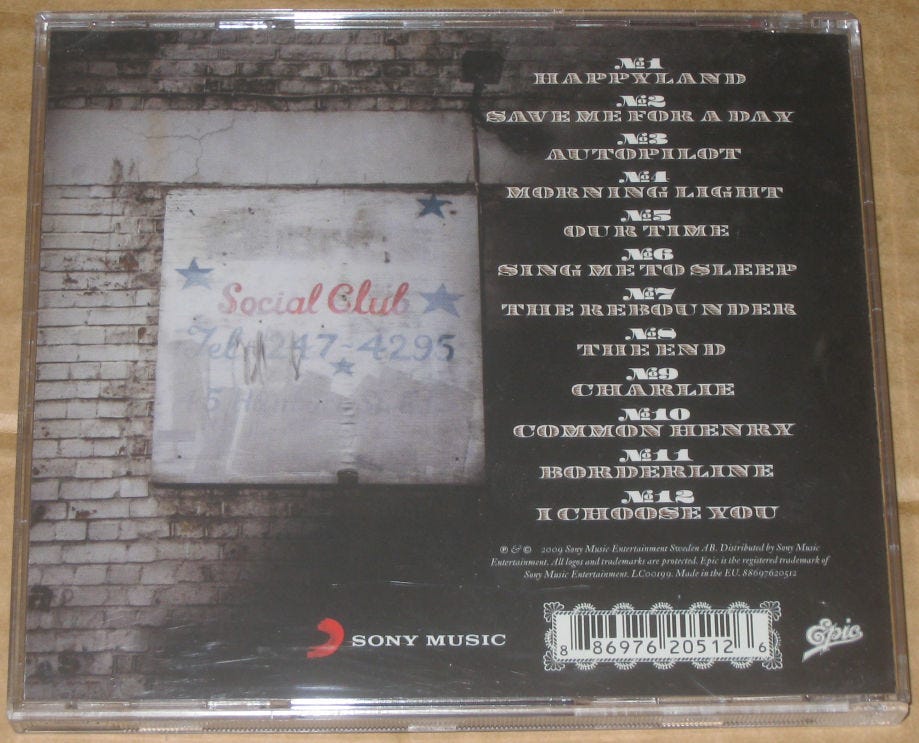 №1
HAPPYLAND
№2
SAVE ME FOR A DAY
№3
AUTOPILOT
№4
MORNING LIGHT
№5
OUR TIME
№6
SING ME TO SLEEP
№7
THE REBOUNDER
№8
THE END
№9
CHARLIE
№10
COMMON HENRY
№11
BORDERLINE
№12
I CHOOSE YOU
Social Club
Tel 247-4295
℗ & © 2009 Sony Music Entertainment Sweden AB. Distributed by Sony Music
Entertainment. All logos and trademarks are protected. Epic is the registered trademark of
Sony Music Entertainment. LC00199. Made in the EU. 88697620512
SONY MUSIC
8 86976 20512 6
Epic